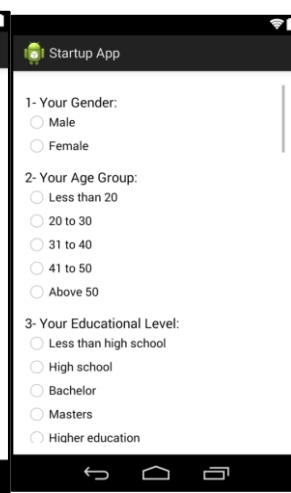 Startup App
1- Your Gender:
Male
Female
2- Your Age Group:
Less than 20
20 to 30
31 to 40
41 to 50
Above 50
3- Your Educational Level:
Less than high school
High school
Bachelor
Masters
Higher education